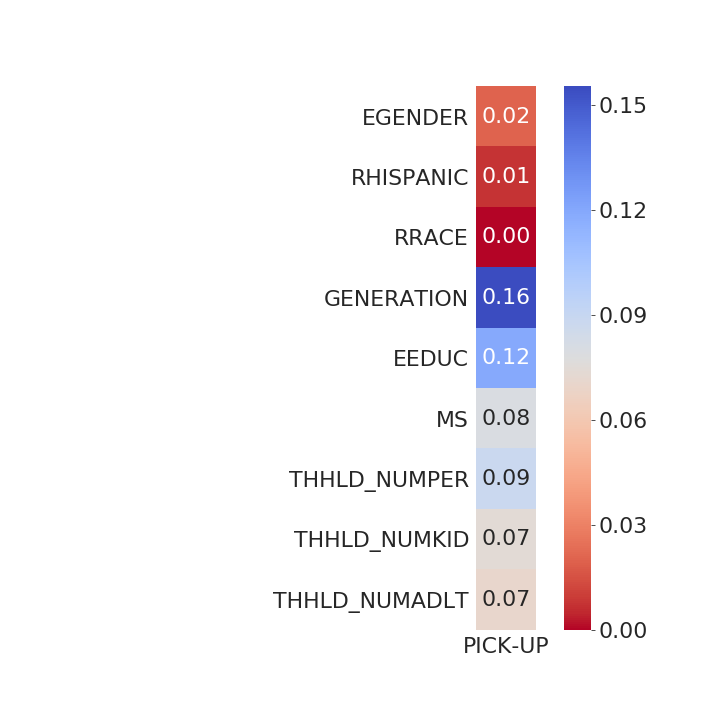 EGENDER 0.02
RHISPANIC 0.01
RRACE 0.00
GENERATION 0.16
EEDUC 0.12
MS 0.08
THHLD_NUMPER 0.09
THHLD_NUMKID 0.07
THHLD_NUMADLT 0.07
PICK-UP
0.15
0.12
0.09
0.06
0.03
0.00